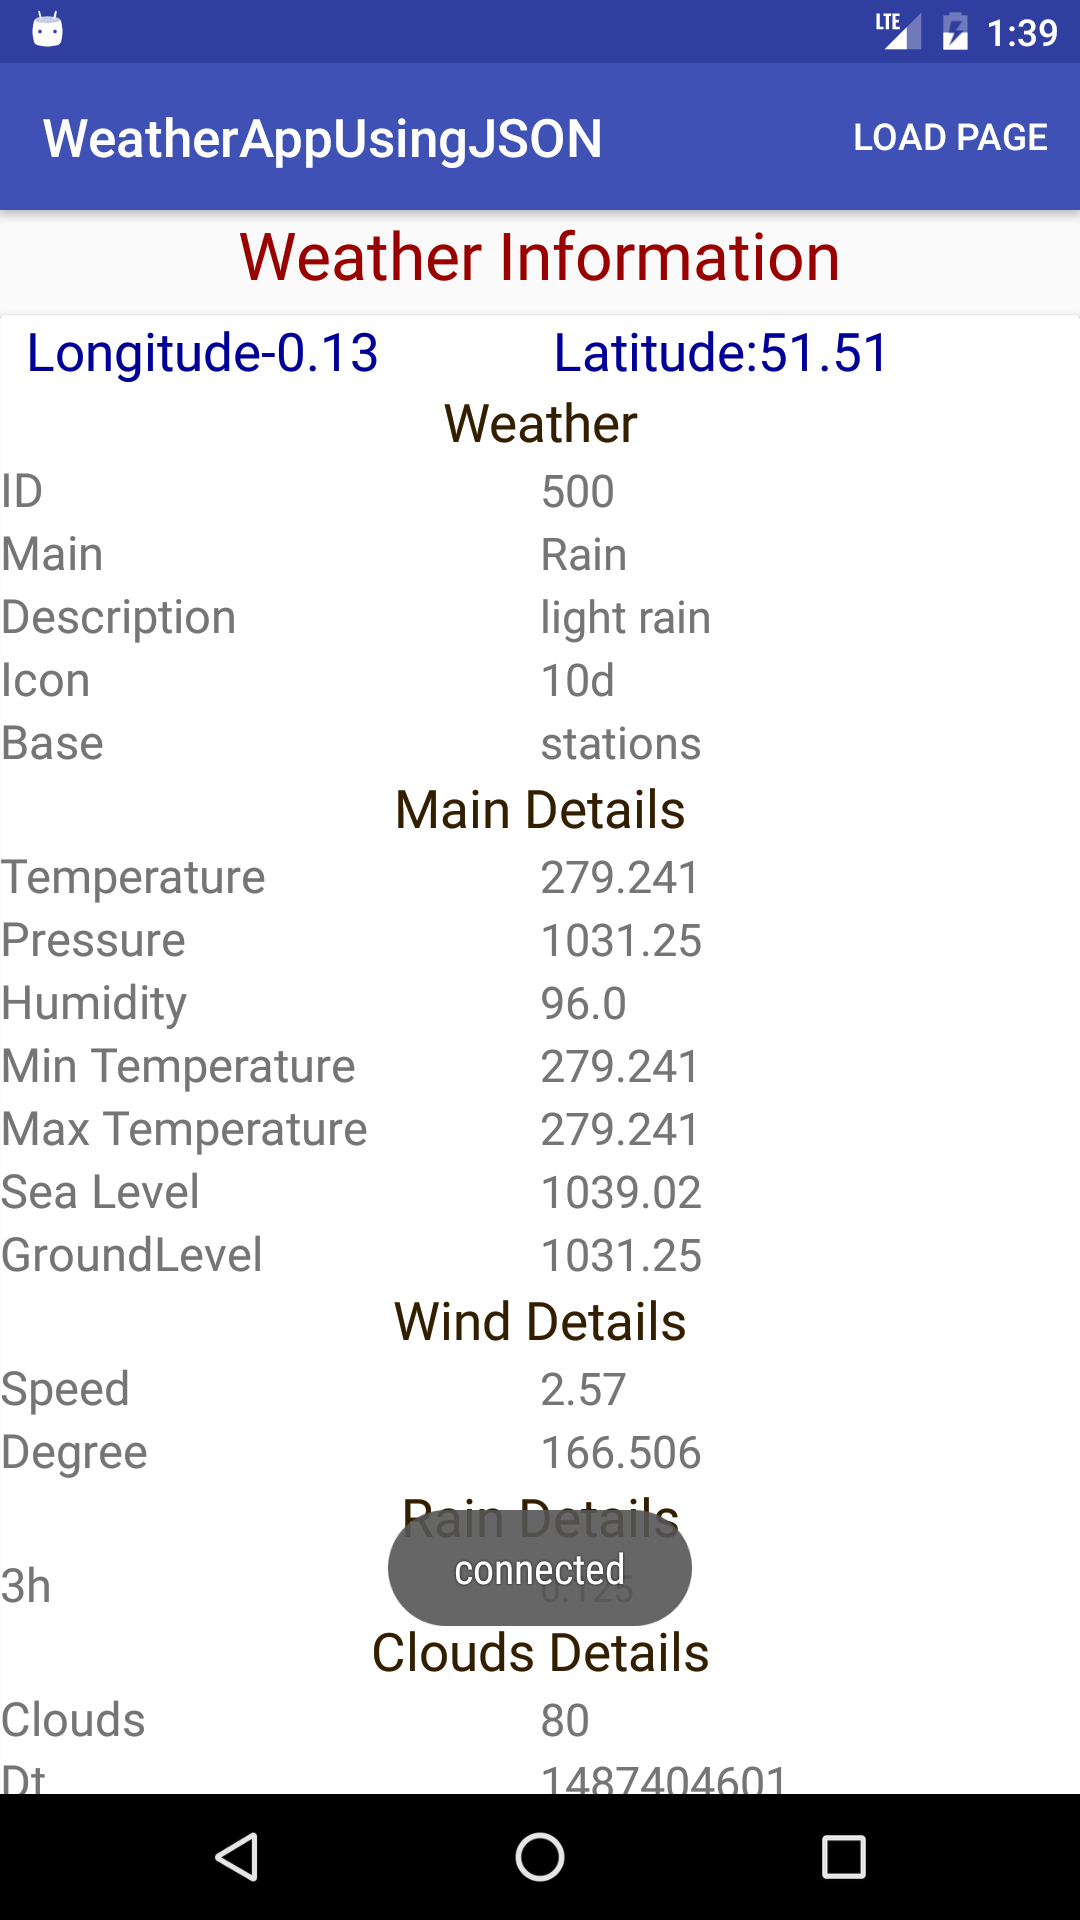 LTE 1:39
WeatherAppUsingJSON LOAD PAGE
Weather Information
Longitude-0.13 Latitude:51.51
Weather
ID 500
Main Rain
Description light rain
Icon 10d
Base stations
Main Details
Temperature 279.241
Pressure 1031.25
Humidity 96.0
Min Temperature 279.241
Max Temperature 279.241
Sea Level 1039.02
GroundLevel 1031.25
Wind Details
Speed 2.57
Degree 166.506
Rain Details
connected
3h 0.125
Clouds Details
Clouds 80
Dt 1487404601